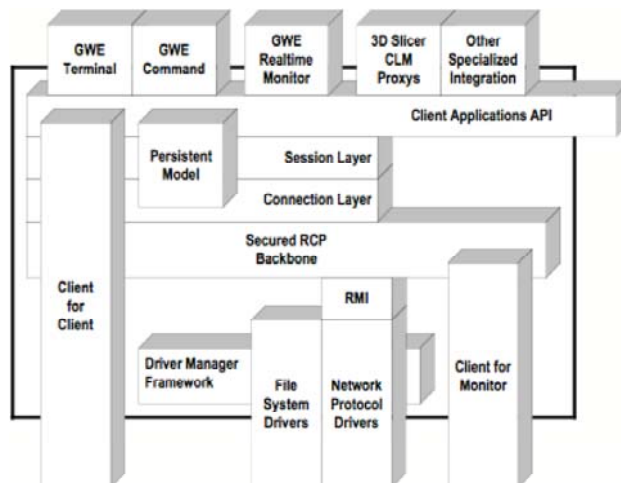 GWE
Terminal
GWE
Command
GWE
Realtime
Monitor
3D Slicer
CLM
Proxys
Other
Specialized
Integration
Client Applications API
Persistent
Model
Session Layer
Connection Layer
Secured RCP
Backbone
Client
for
Client
RMI
Driver Manager
Framework
File
System
Drivers
Network
Protocol
Drivers
Client for
Monitor